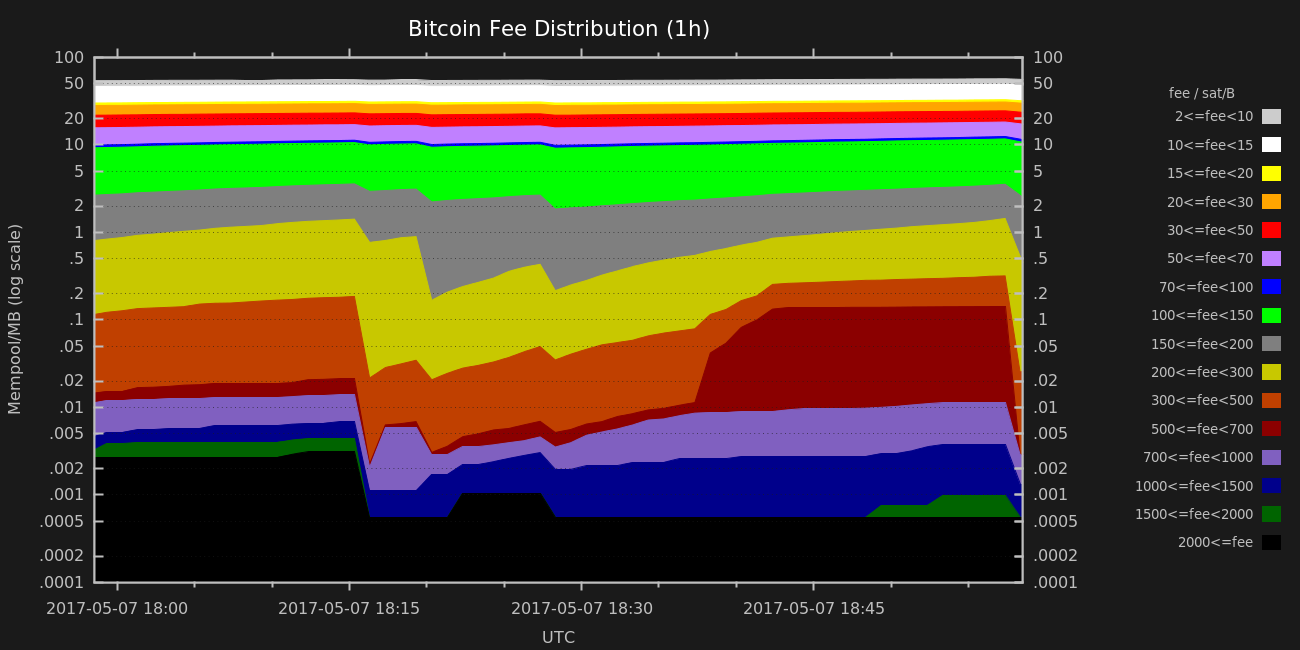 Bitcoin Fee Distribution (1h)
Mempool/MB (log scale)
100
50
20
10
5
2
1
.5
.2
.1
.05
.02
.01
.005
.002
.001
.0005
.0002
.0001
100
50
20
10
5
2
1
.5
.2
.1
.05
.02
.01
.005
.002
.001
.0005
.0002
.0001
2017-05-07 18:00
2017-05-07 18:15
2017-05-07 18:30
2017-05-07 18:45
UTC
fee / sat/B
2<=fee<10
10<=fee<15
15<=fee<20
20<=fee<30
30<=fee<50
50<=fee<70
70<=fee<100
100<=fee<150
150<=fee<200
200<=fee<300
300<=fee<500
500<=fee<700
700<=fee<1000
1000<=fee<1500
1500<=fee<2000
2000<=fee